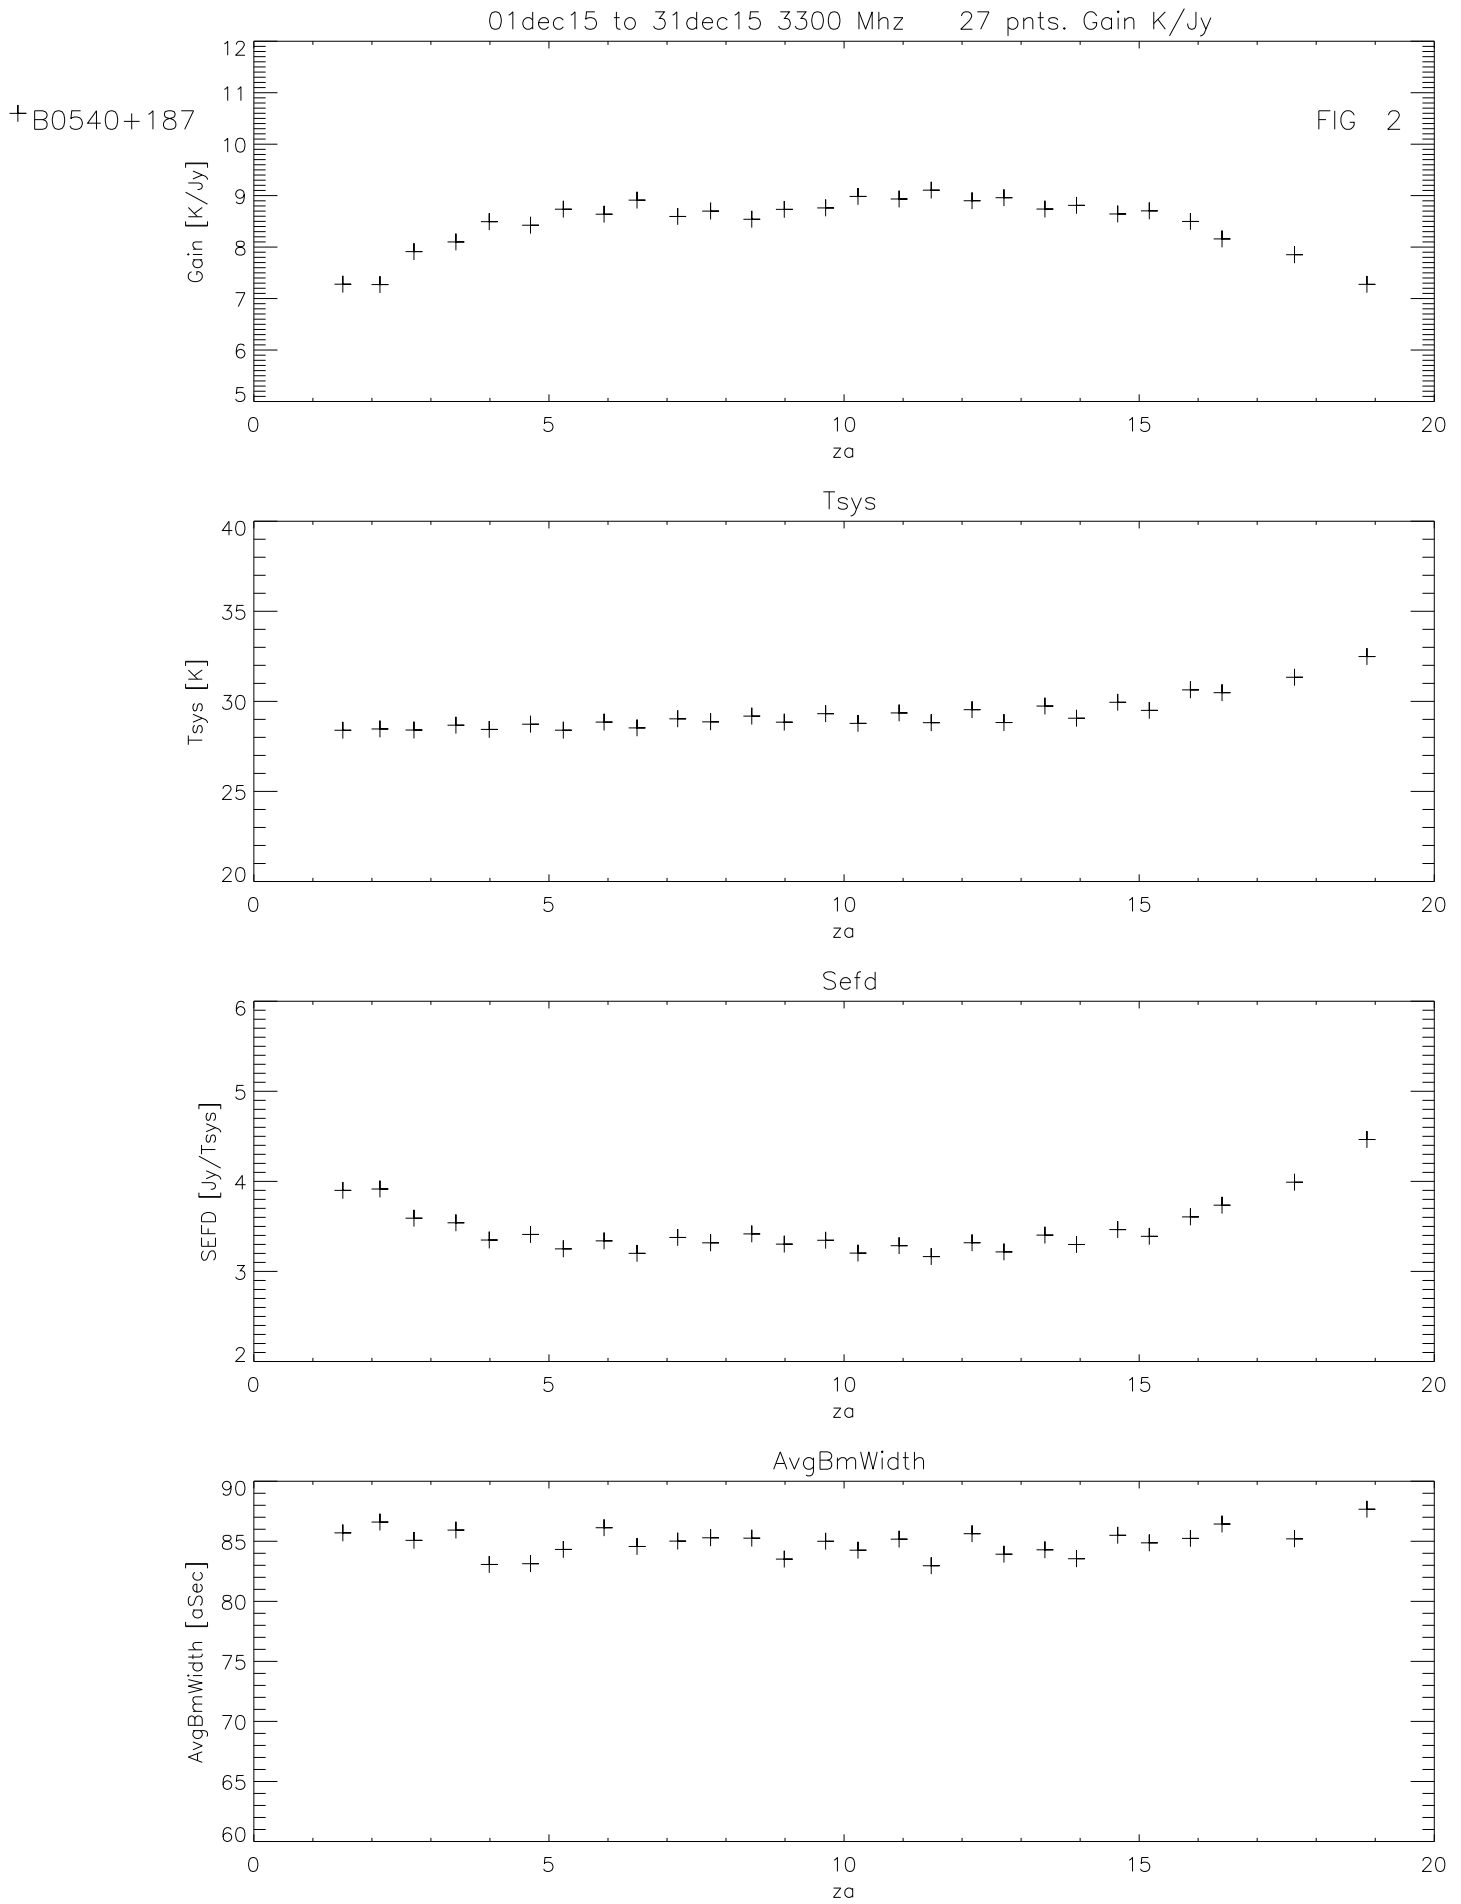 01dec15 to 31dec15 3300 Mhz 27 pnts. Gain K/Jy
+B0540+187
FIG 2
Gain [K/Jy]
12
11
10
9
8
7
6
5
0 5 10 15 20
za
Tsys
Tsys [K]
40
35
30
25
20
0 5 10 15 20
za
Sefd
SEFD [Jy/Tsys]
6
5
4
3
2
0 5 10 15 20
za
AvgBmWidth
AvgBmWidth [aSec]
90
85
80
75
70
65
60
0 5 10 15 20
za